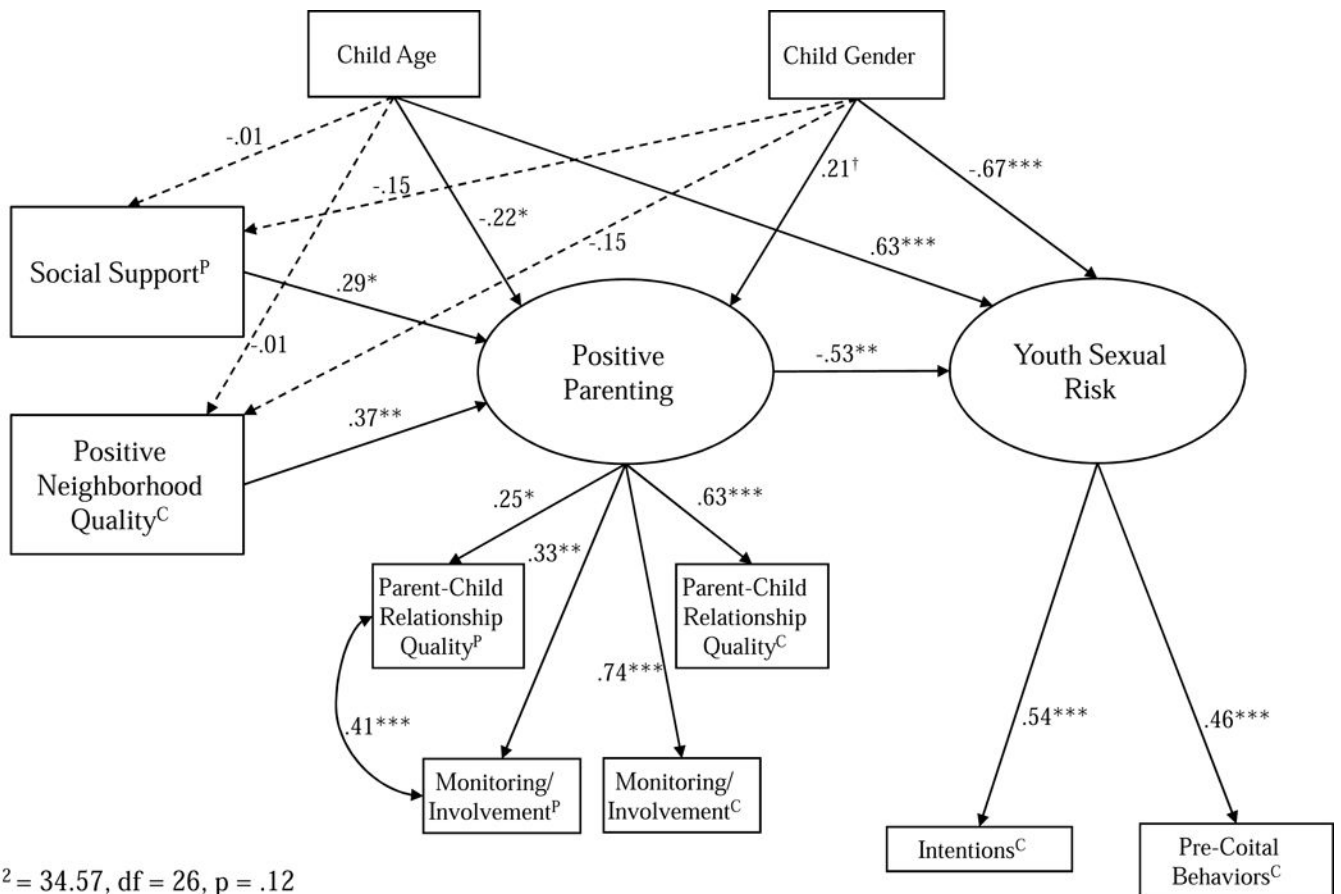 Child Age
Child Gender
-.01
-.15
-.22*
.21†
-.67***
-.15
.63***
Social Supportᴾ
.29*
-.01
Positive
Parenting
-.53**
Youth Sexual
Risk
Positive
Neighborhood
Qualityᶜ
.37**
.25*
.33**
.63***
Parent-Child
Relationship
Qualityᴾ
Parent-Child
Relationship
Qualityᶜ
.74***
.41***
.54***
.46***
Monitoring/
Involvementᴾ
Monitoring/
Involvementᶜ
Intentionsᶜ
Pre-Coital
Behaviorsᶜ
² = 34.57, df = 26, p = .12